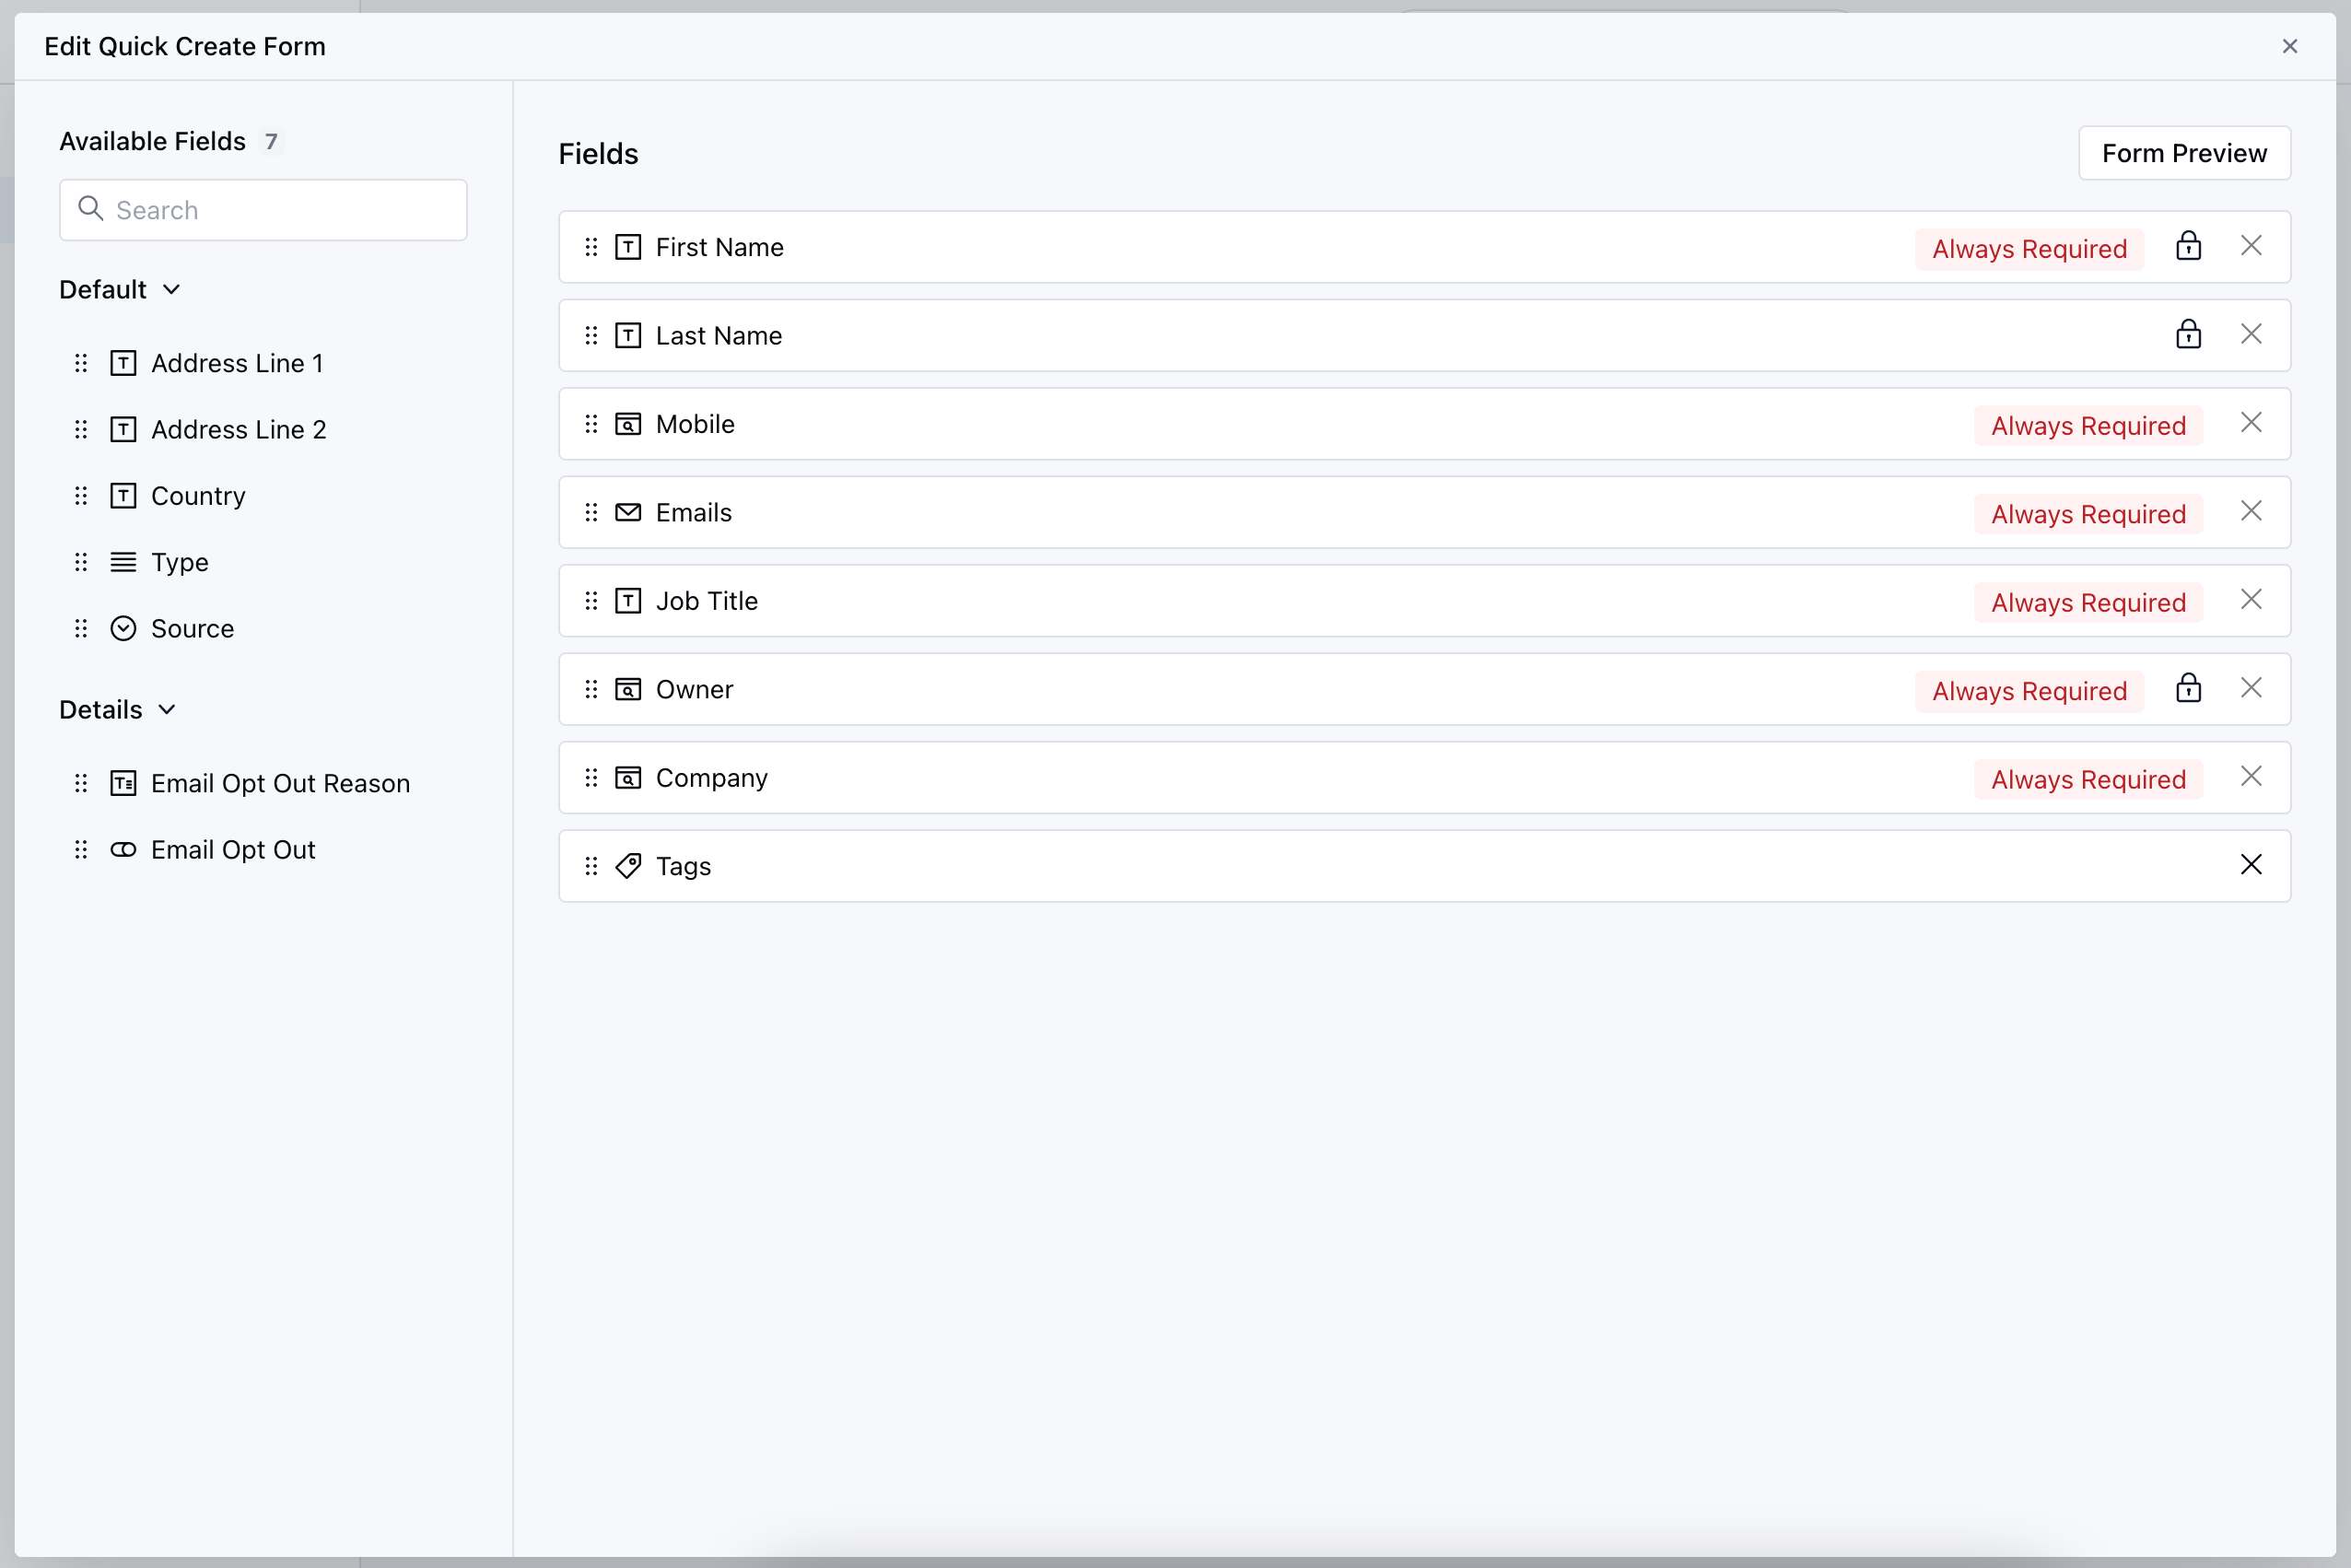 Edit Quick Create Form
Available Fields 7
Search
Default
Address Line 1
Address Line 2
Country
Type
Source
Details
Email Opt Out Reason
Email Opt Out
Fields
Form Preview
First Name Always Required
Last Name
Mobile Always Required
Emails Always Required
Job Title Always Required
Owner Always Required
Company Always Required
Tags